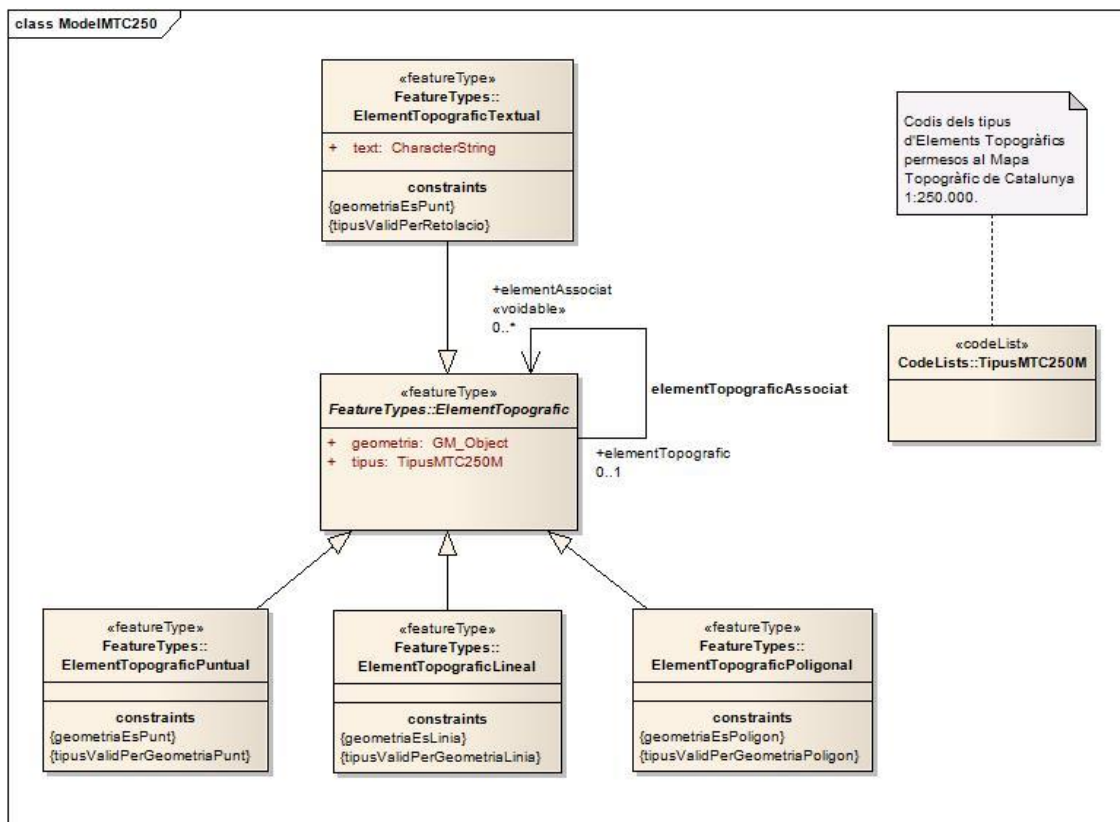 class ModelMTC250
«featureType»
FeatureTypes::
ElementTopograficTextual
+ text: CharacterString
constraints
{geometriaEsPunt}
{tipusValidPerRetolacio}
Codis dels tipus
d'Elements Topogràfics
permesos al Mapa
Topogràfic de Catalunya
1:250.000.
+elementAssociat
«voidable»
0..*
«codeList»
CodeLists::TipusMTC250M
«featureType»
FeatureTypes::ElementTopografic
+ geometria: GM_Object
+ tipus: TipusMTC250M
elementTopograficAssociat
+elementTopografic
0..1
«featureType»
FeatureTypes::
ElementTopograficPuntual
constraints
{geometriaEsPunt}
{tipusValidPerGeometriaPunt}
«featureType»
FeatureTypes::
ElementTopograficLineal
constraints
{geometriaEsLinia}
{tipusValidPerGeometriaLinia}
«featureType»
FeatureTypes::
ElementTopograficPoligonal
constraints
{geometriaEsPoligon}
{tipusValidPerGeometriaPoligon}